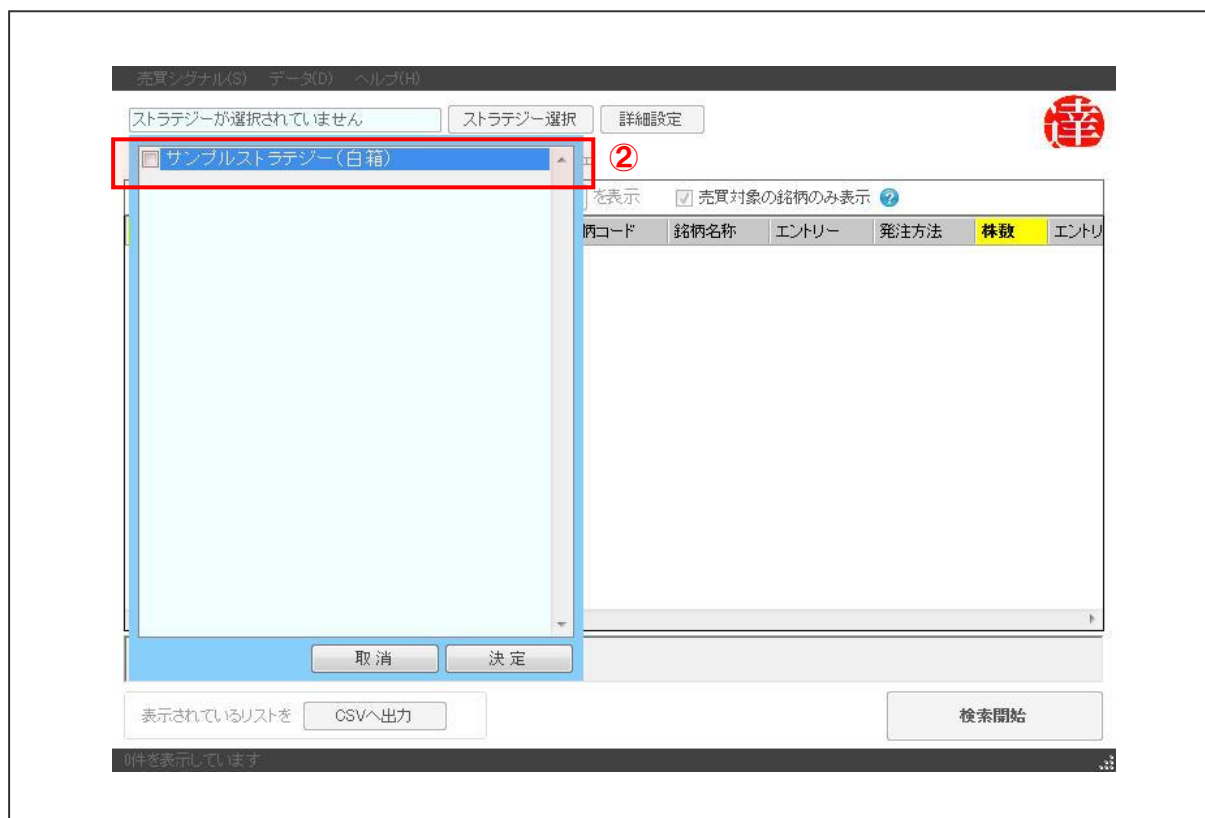 売買シグナル(S) データ(D) ヘルプ(H)
ストラテジーが選択されていません ストラテジー選択 詳細設定
達
サンプルストラテジー(白箱) ②
を表示 売買対象の銘柄のみ表示 ?
柄コード 銘柄名称 エントリー 発注方法 株数 エントリ
取消 決定
表示されているリストを CSVへ出力 検索開始
0件を表示しています